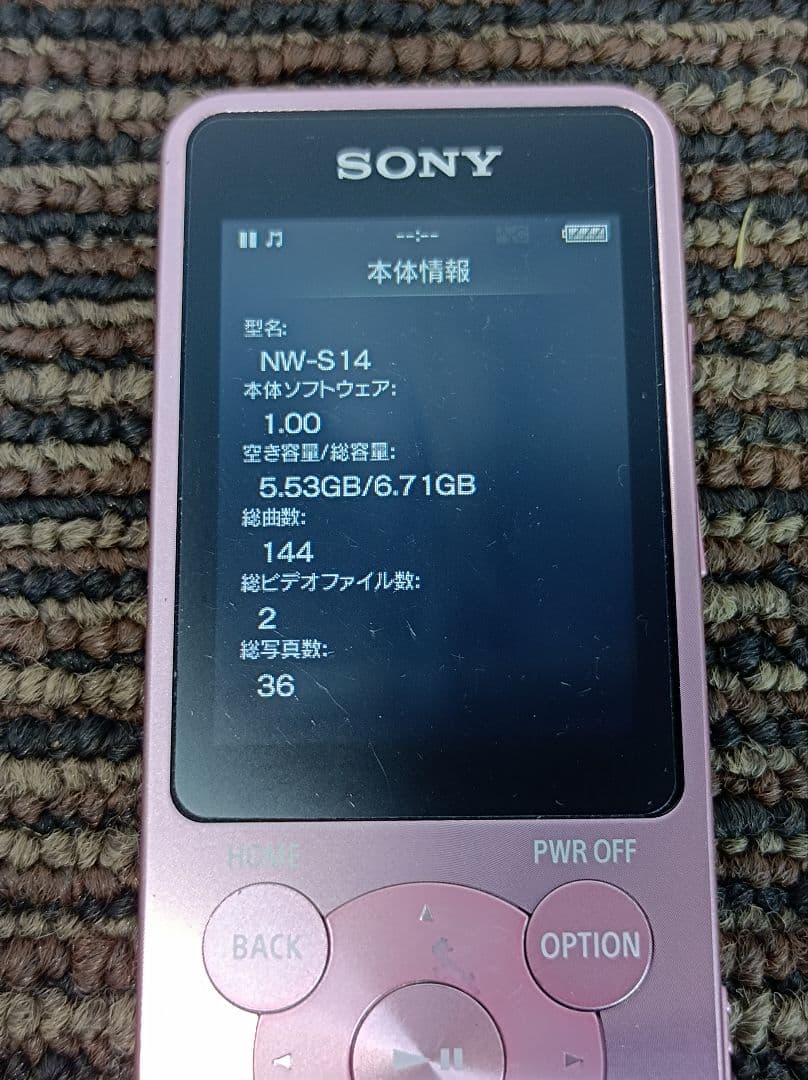 SONY
--:--
本体情報
型名:
NW-S14
本体ソフトウェア:
1.00
空き容量/総容量:
5.53GB/6.71GB
総曲数:
144
総ビデオファイル数:
2
総写真数:
36
HOME
PWR OFF
BACK
OPTION